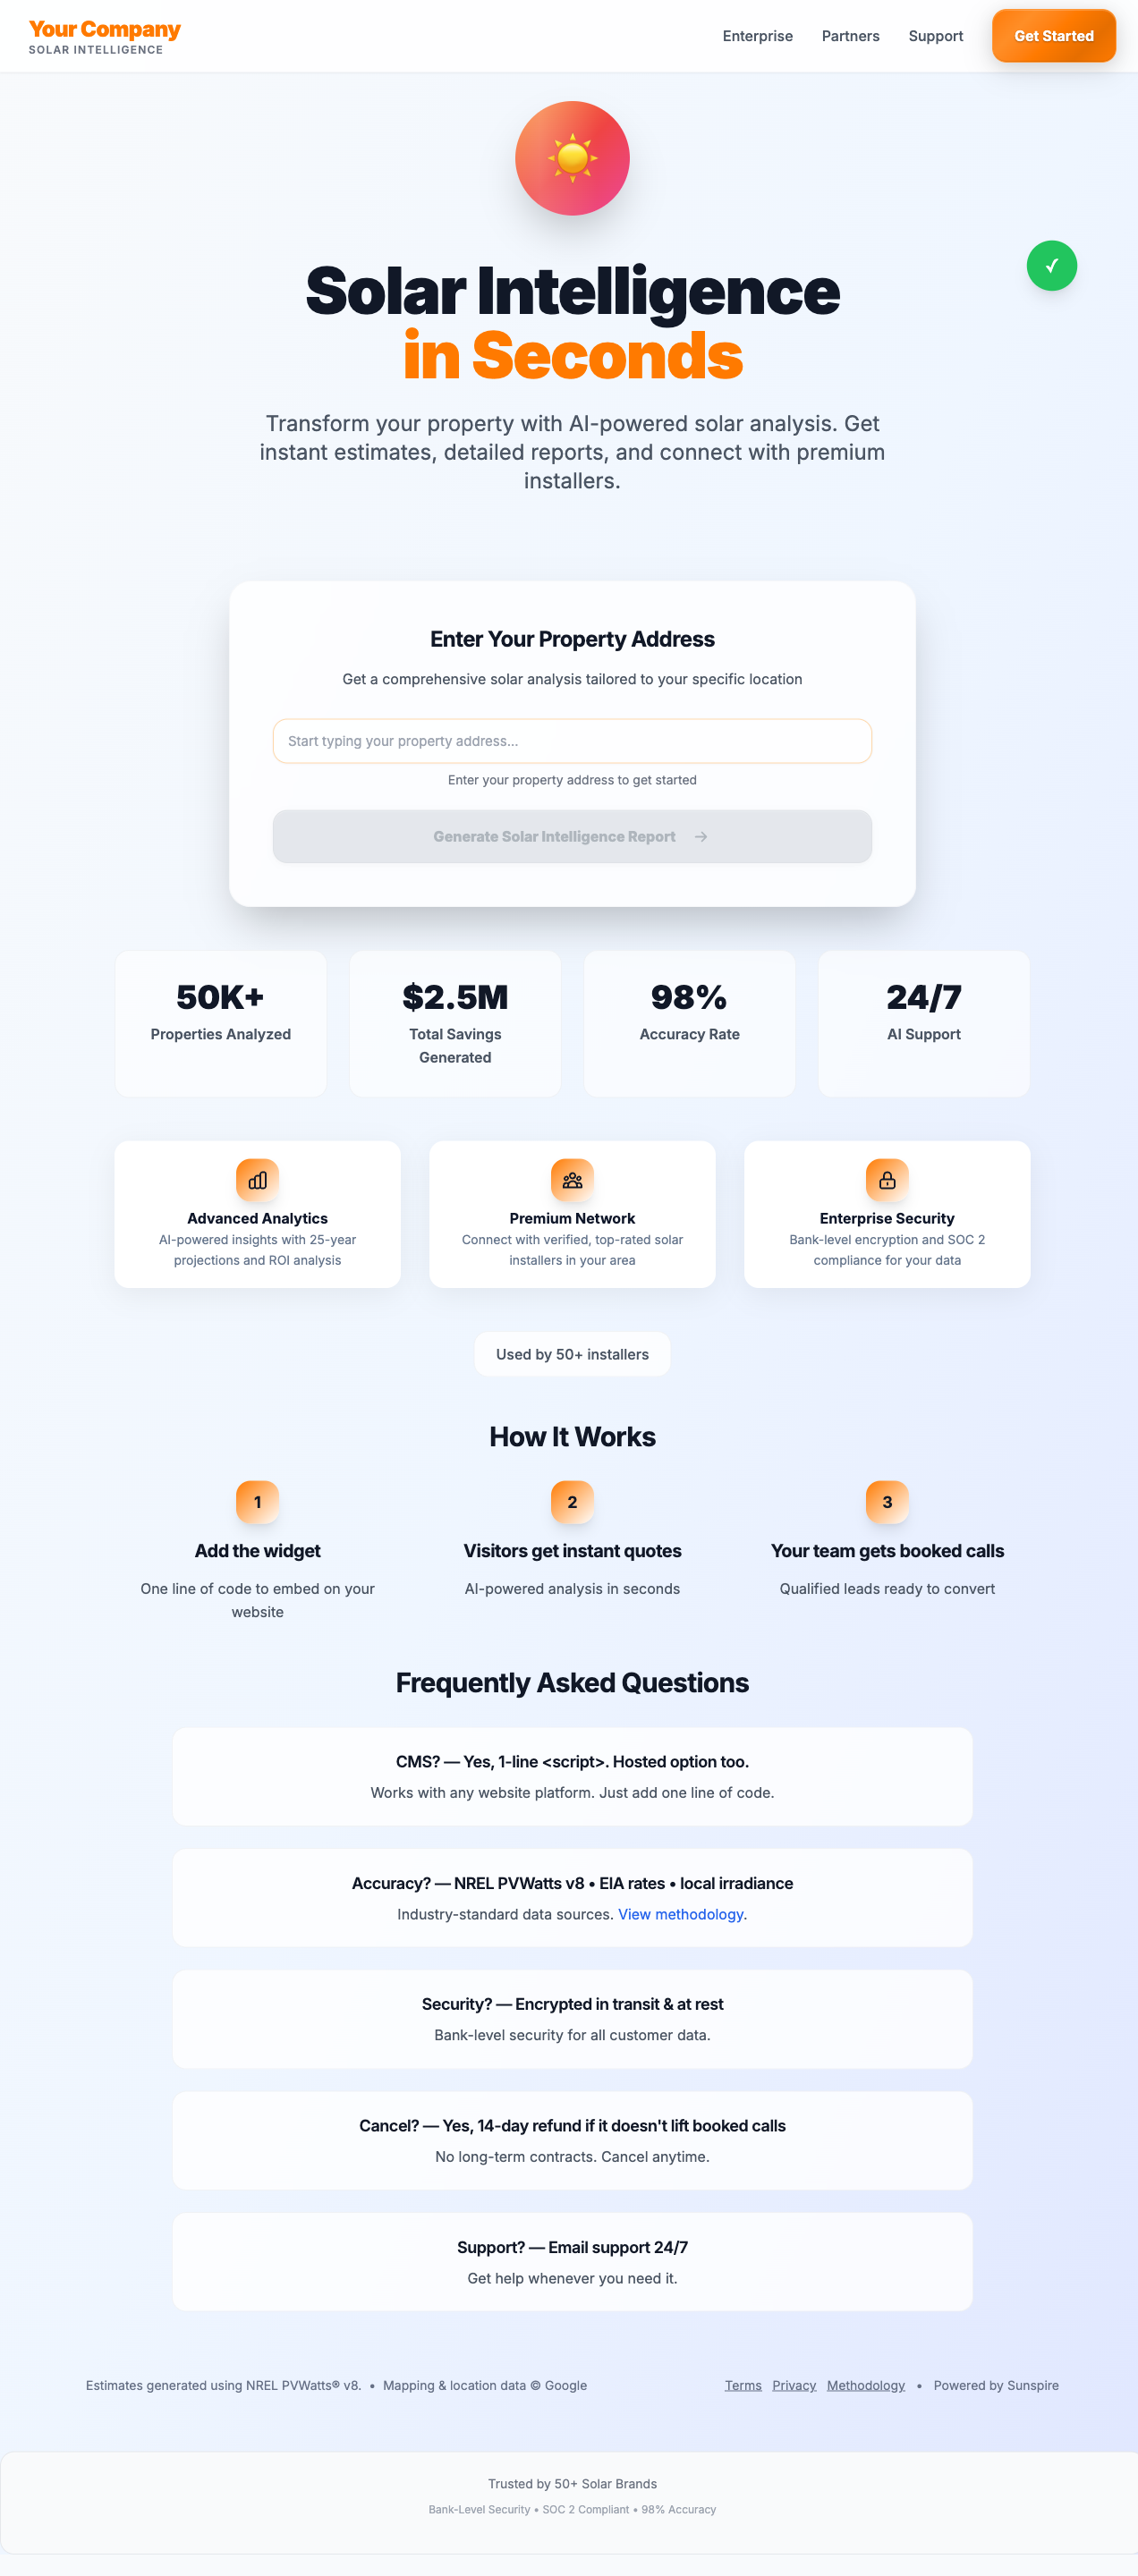 Your Company
SOLAR INTELLIGENCE
Enterprise
Partners
Support
Get Started
Solar Intelligence
in Seconds
Transform your property with AI-powered solar analysis. Get
instant estimates, detailed reports, and connect with premium
installers.
Enter Your Property Address
Get a comprehensive solar analysis tailored to your specific location
Start typing your property address...
Enter your property address to get started
Generate Solar Intelligence Report →
50K+
Properties Analyzed
$2.5M
Total Savings
Generated
98%
Accuracy Rate
24/7
AI Support
Advanced Analytics
AI-powered insights with 25-year
projections and ROI analysis
Premium Network
Connect with verified, top-rated solar
installers in your area
Enterprise Security
Bank-level encryption and SOC 2
compliance for your data
Used by 50+ installers
How It Works
1
Add the widget
One line of code to embed on your
website
2
Visitors get instant quotes
AI-powered analysis in seconds
3
Your team gets booked calls
Qualified leads ready to convert
Frequently Asked Questions
CMS? — Yes, 1-line <script>. Hosted option too.
Works with any website platform. Just add one line of code.
Accuracy? — NREL PVWatts v8 • EIA rates • local irradiance
Industry-standard data sources. View methodology.
Security? — Encrypted in transit & at rest
Bank-level security for all customer data.
Cancel? — Yes, 14-day refund if it doesn't lift booked calls
No long-term contracts. Cancel anytime.
Support? — Email support 24/7
Get help whenever you need it.
Estimates generated using NREL PVWatts® v8. • Mapping & location data © Google
Terms Privacy Methodology • Powered by Sunspire
Trusted by 50+ Solar Brands
Bank-Level Security • SOC 2 Compliant • 98% Accuracy